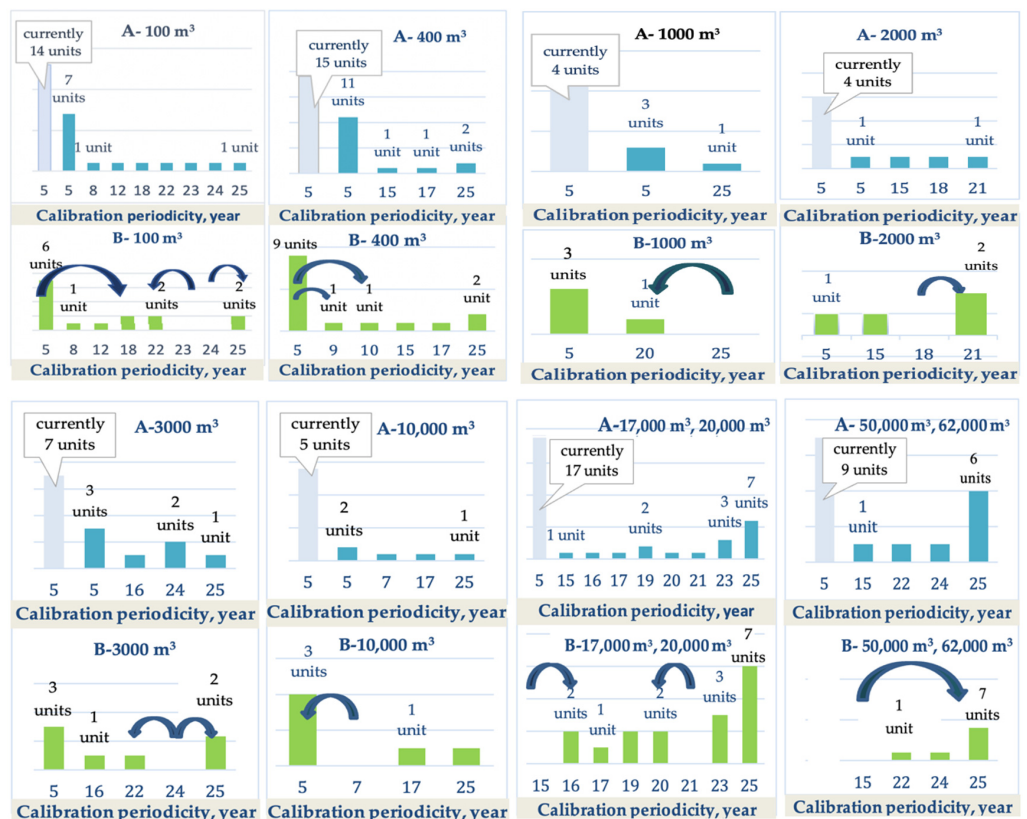 A- 100 m³
currently
14 units
7
units
1 unit
1 unit
5 5 8 12 18 22 23 24 25
Calibration periodicity, year
A- 400 m³
currently
15 units
11
units
1
unit
1
unit
2
units
5 5 15 17 25
Calibration periodicity, year
A- 1000 m³
currently
4 units
3
units
1
unit
5 5 25
Calibration periodicity, year
A- 2000 m³
currently
4 units
1
unit
1
unit
5 5 15 18 21
Calibration periodicity, year
B- 100 m³
6
units
1
unit
2
units
2
units
5 8 12 18 22 23 24 25
Calibration periodicity, year
B- 400 m³
9 units
1
unit
1
unit
2
units
5 9 10 15 17 25
Calibration periodicity, year
B-1000 m³
3
units
1
unit
5 20 25
Calibration periodicity, year
B-2000 m³
1
unit
2
units
5 15 18 21
Calibration periodicity, year
A-3000 m³
currently
7 units
3
units
2
units
1
unit
5 5 16 24 25
Calibration periodicity, year
A-10,000 m³
currently
5 units
2
units
1
unit
5 5 7 17 25
Calibration periodicity, year
A-17,000 m³, 20,000 m³
currently
17 units
1 unit
2
units
3
units
7
units
5 15 16 17 19 20 21 23 25
Calibration periodicity, year
A- 50,000 m³, 62,000 m³
currently
9 units
1
unit
6
units
5 15 22 24 25
Calibration periodicity, year
B-3000 m³
3
units
1
unit
2
units
5 16 22 24 25
Calibration periodicity, year
B-10,000 m³
3
units
1
unit
5 7 17 25
Calibration periodicity, year
B-17,000 m³, 20,000 m³
2
units
1
unit
2
units
3
units
7
units
15 16 17 19 20 21 23 25
Calibration periodicity, year
B- 50,000 m³, 62,000 m³
1
unit
7
units
15 22 24 25
Calibration periodicity, year